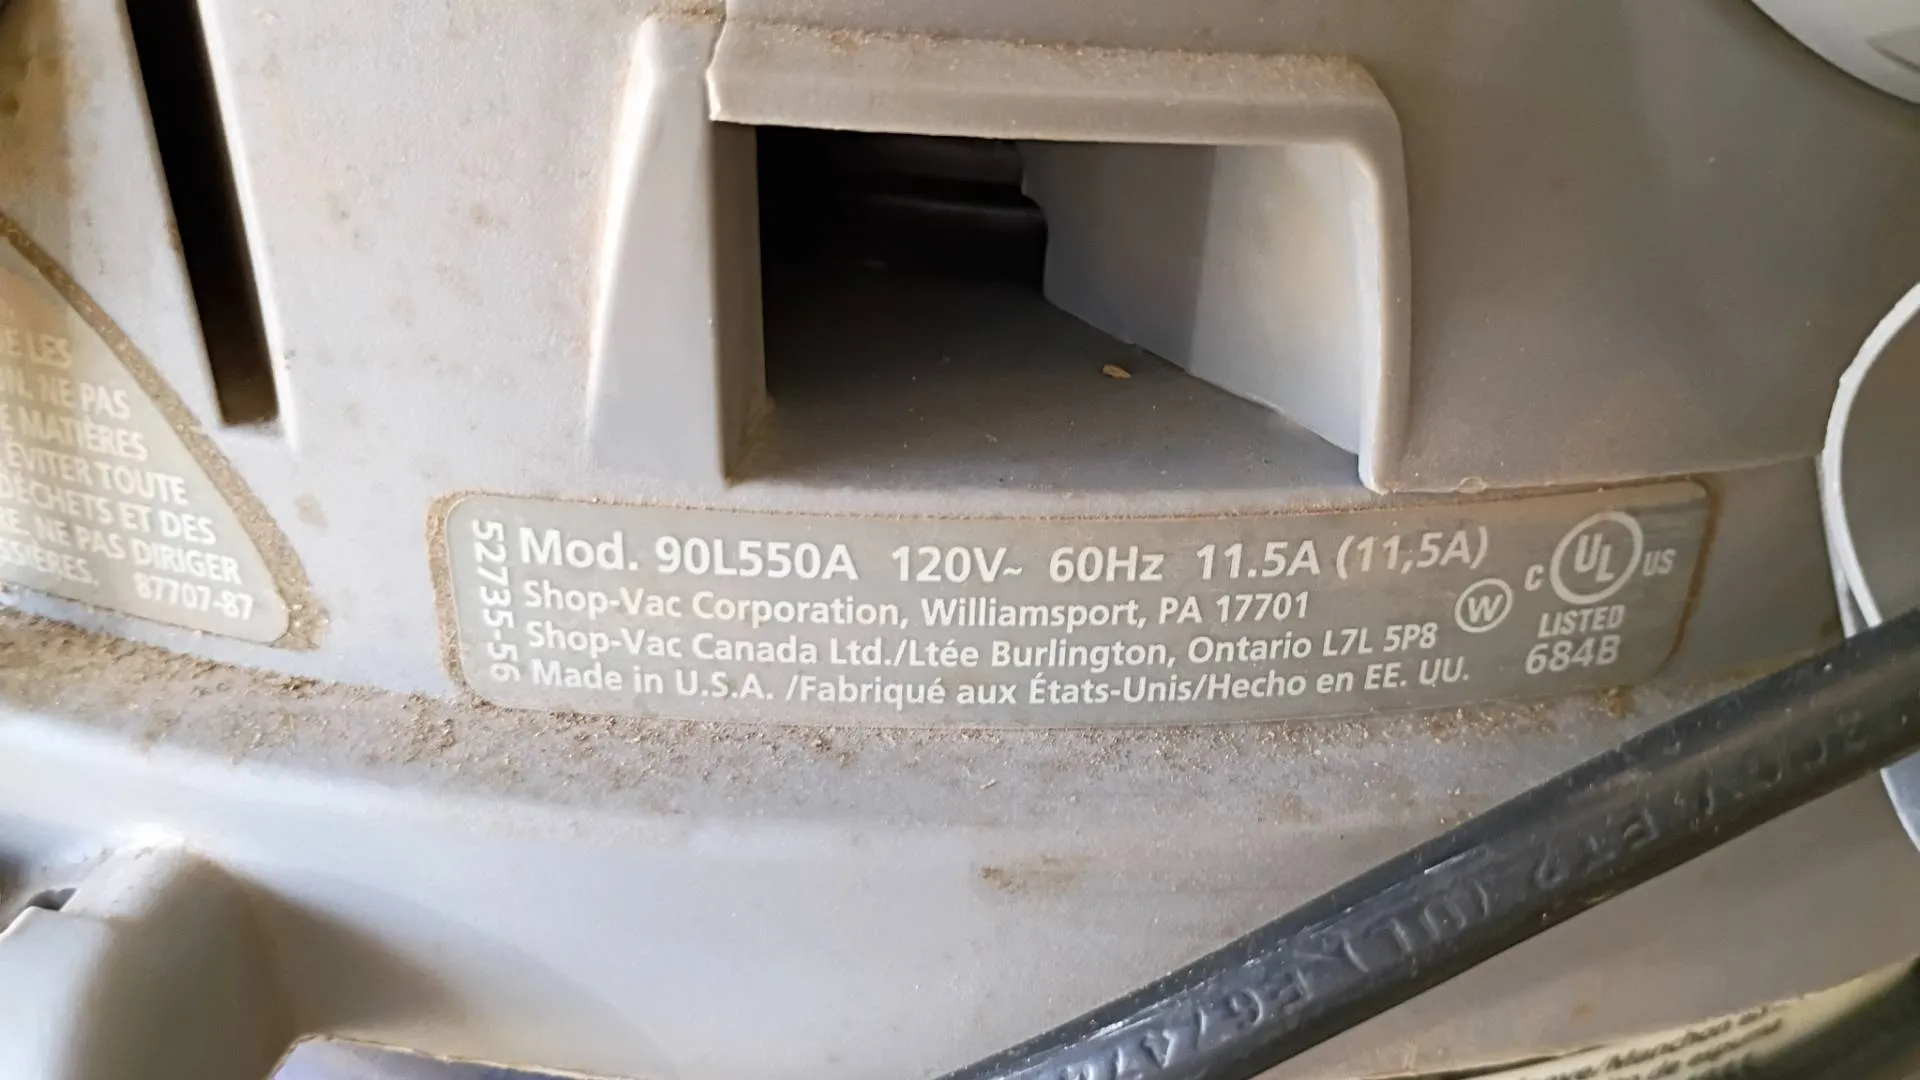 E LES
NE PAS
E MATIÈRES
ÉVITER TOUTE
DÉCHETS ET DES
RE. NE PAS DIRIGER
SSIÈRES. 87707-87
52735-56
Mod. 90L550A 120V~ 60Hz 11.5A (11,5A)
Shop-Vac Corporation, Williamsport, PA 17701
Shop-Vac Canada Ltd./Ltée Burlington, Ontario L7L 5P8
Made in U.S.A. /Fabriqué aux États-Unis/Hecho en EE. UU.
W
C UL US
LISTED
684B
(UL)